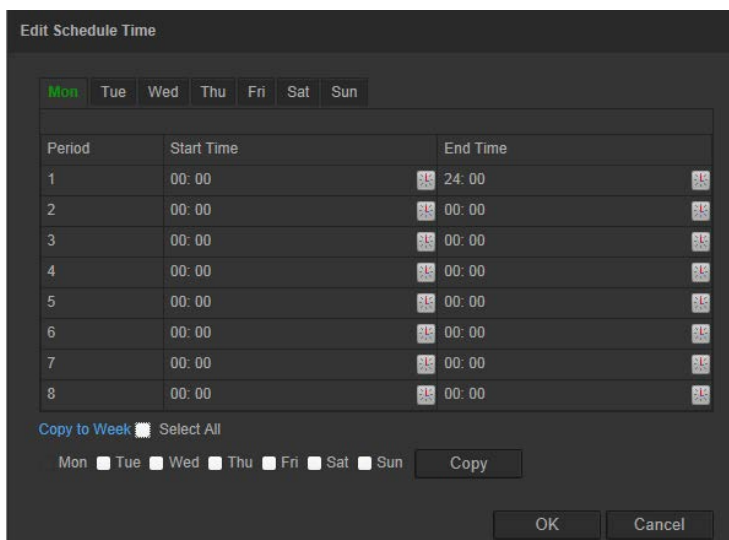 Edit Schedule Time
Mon Tue Wed Thu Fri Sat Sun
Period Start Time End Time
1 00: 00 24: 00
2 00: 00 00: 00
3 00: 00 00: 00
4 00: 00 00: 00
5 00: 00 00: 00
6 00: 00 00: 00
7 00: 00 00: 00
8 00: 00 00: 00
Copy to Week Select All
Mon Tue Wed Thu Fri Sat Sun Copy
OK Cancel